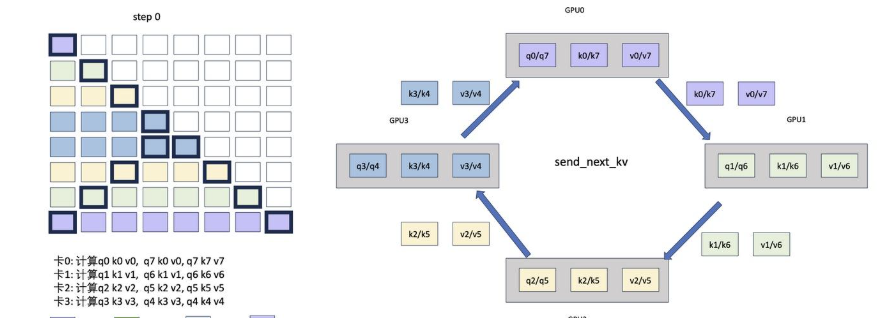 step 0
卡0: 计算q0 k0 v0, q7 k0 v0, q7 k7 v7
卡1: 计算q1 k1 v1, q6 k1 v1, q6 k6 v6
卡2: 计算q2 k2 v2, q5 k2 v2, q5 k5 v5
卡3: 计算q3 k3 v3, q4 k3 v3, q4 k4 v4
GPU0
q0/q7 k0/k7 v0/v7
k3/k4 v3/v4
k0/k7 v0/v7
GPU3
GPU1
q3/q4 k3/k4 v3/v4
send_next_kv
q1/q6 k1/k6 v1/v6
k2/k5 v2/v5
k1/k6 v1/v6
q2/q5 k2/k5 v2/v5